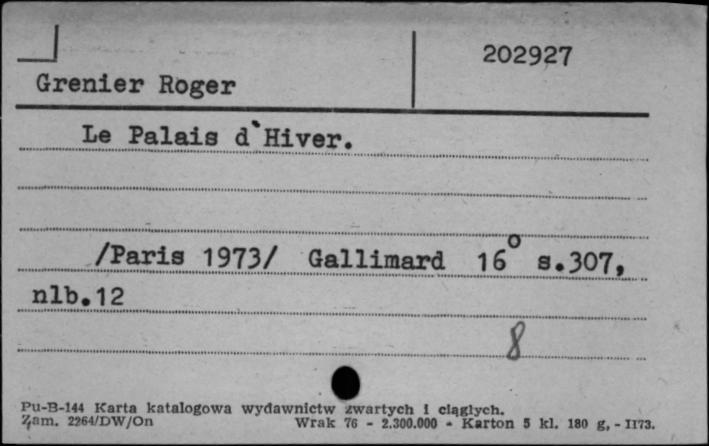 202927
Grenier Roger
Le Palais d`Hiver.
/Paris 1973/ Gallimard 16° s.307,
nlb.12
8
Pu-B-144 Karta katalogowa wydawnictw zwartych i ciągłych.
Zam. 2264/DW/On Wrak 76 - 2.300.000 - Karton 5 kl. 180 g, - II73.